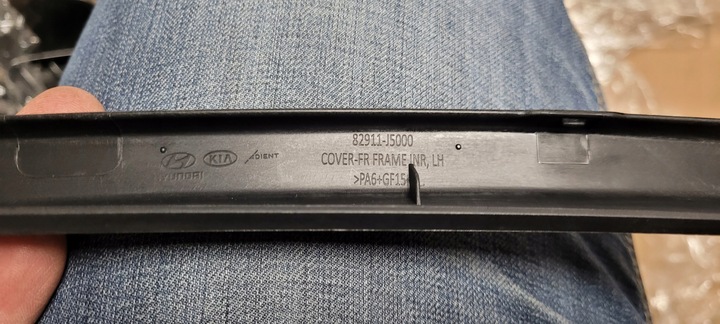 82911-J5000
HYUNDAI KIA ADIENT
COVER-FR FRAME INR, LH
>PA6+GF15